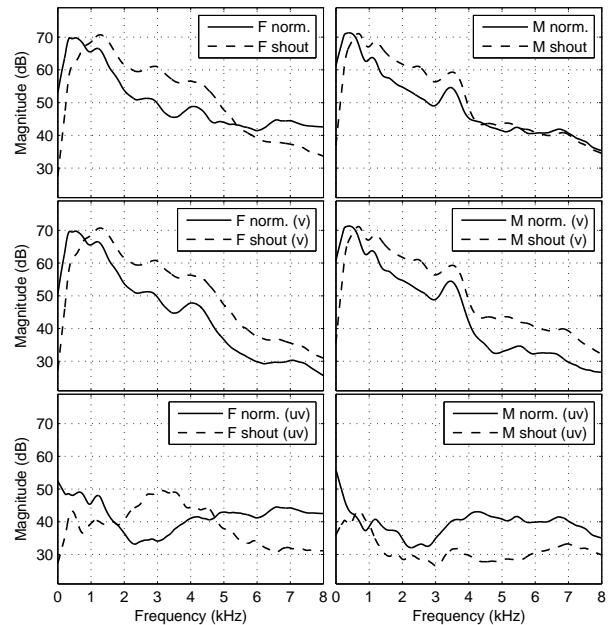 F norm.
F shout
M norm.
M shout
Magnitude (dB)
70
60
50
40
30
F norm. (v)
F shout (v)
M norm. (v)
M shout (v)
Magnitude (dB)
70
60
50
40
30
F norm. (uv)
F shout (uv)
M norm. (uv)
M shout (uv)
Magnitude (dB)
70
60
50
40
30
0 1 2 3 4 5 6 7 8
0 1 2 3 4 5 6 7 8
Frequency (kHz)
Frequency (kHz)